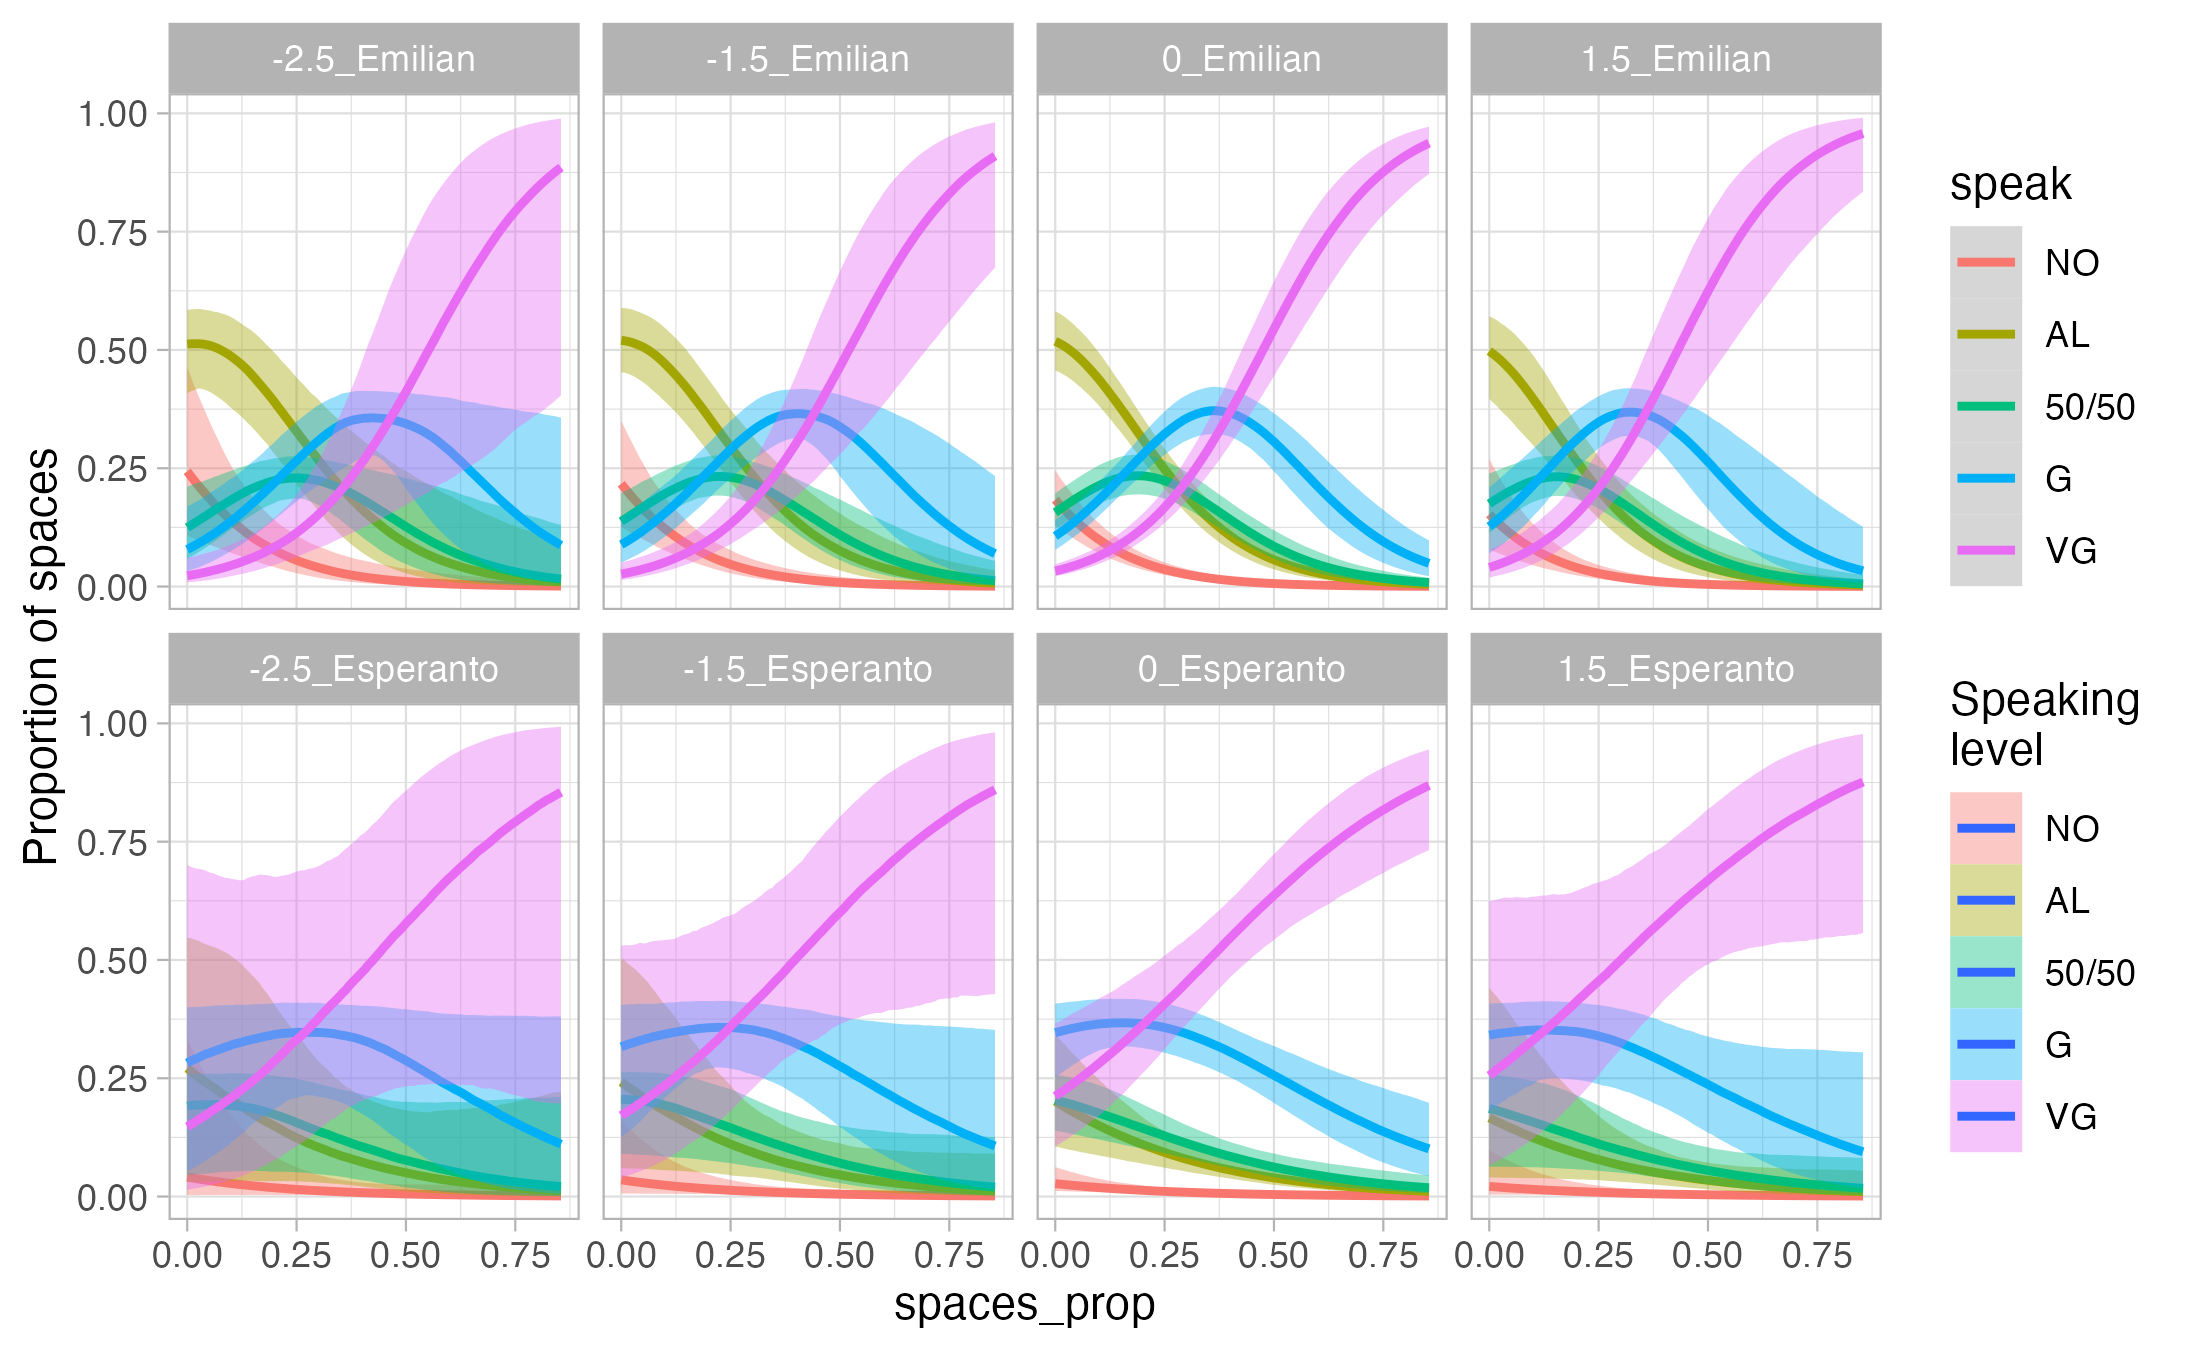 -2.5_Emilian
-1.5_Emilian
0_Emilian
1.5_Emilian
1.00
0.75
0.50
0.25
0.00
-2.5_Esperanto
-1.5_Esperanto
0_Esperanto
1.5_Esperanto
1.00
0.75
0.50
0.25
0.00
0.00 0.25 0.50 0.75
0.00 0.25 0.50 0.75
0.00 0.25 0.50 0.75
0.00 0.25 0.50 0.75
spaces_prop
Proportion of spaces
speak
NO
AL
50/50
G
VG
Speaking
level
NO
AL
50/50
G
VG